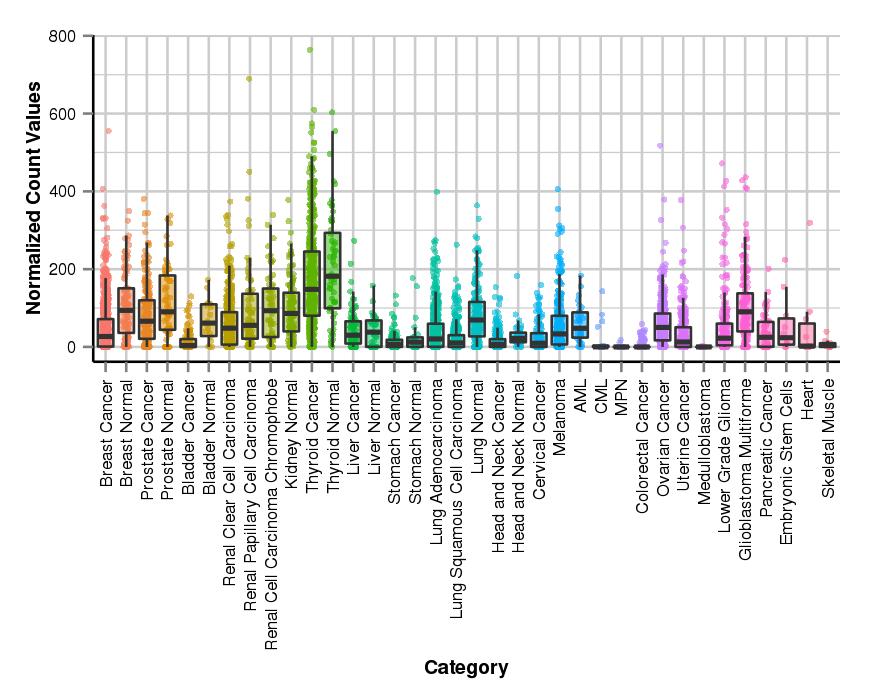 Normalized Count Values
800
600
400
200
0
Breast Cancer
Breast Normal
Prostate Cancer
Prostate Normal
Bladder Cancer
Bladder Normal
Renal Clear Cell Carcinoma
Renal Papillary Cell Carcinoma
Renal Cell Carcinoma Chromophobe
Kidney Normal
Thyroid Cancer
Thyroid Normal
Liver Cancer
Liver Normal
Stomach Cancer
Stomach Normal
Lung Adenocarcinoma
Lung Squamous Cell Carcinoma
Lung Normal
Head and Neck Cancer
Head and Neck Normal
Cervical Cancer
Melanoma
AML
CML
MPN
Colorectal Cancer
Ovarian Cancer
Uterine Cancer
Medulloblastoma
Lower Grade Glioma
Glioblastoma Multiforme
Pancreatic Cancer
Embryonic Stem Cells
Heart
Skeletal Muscle
Category